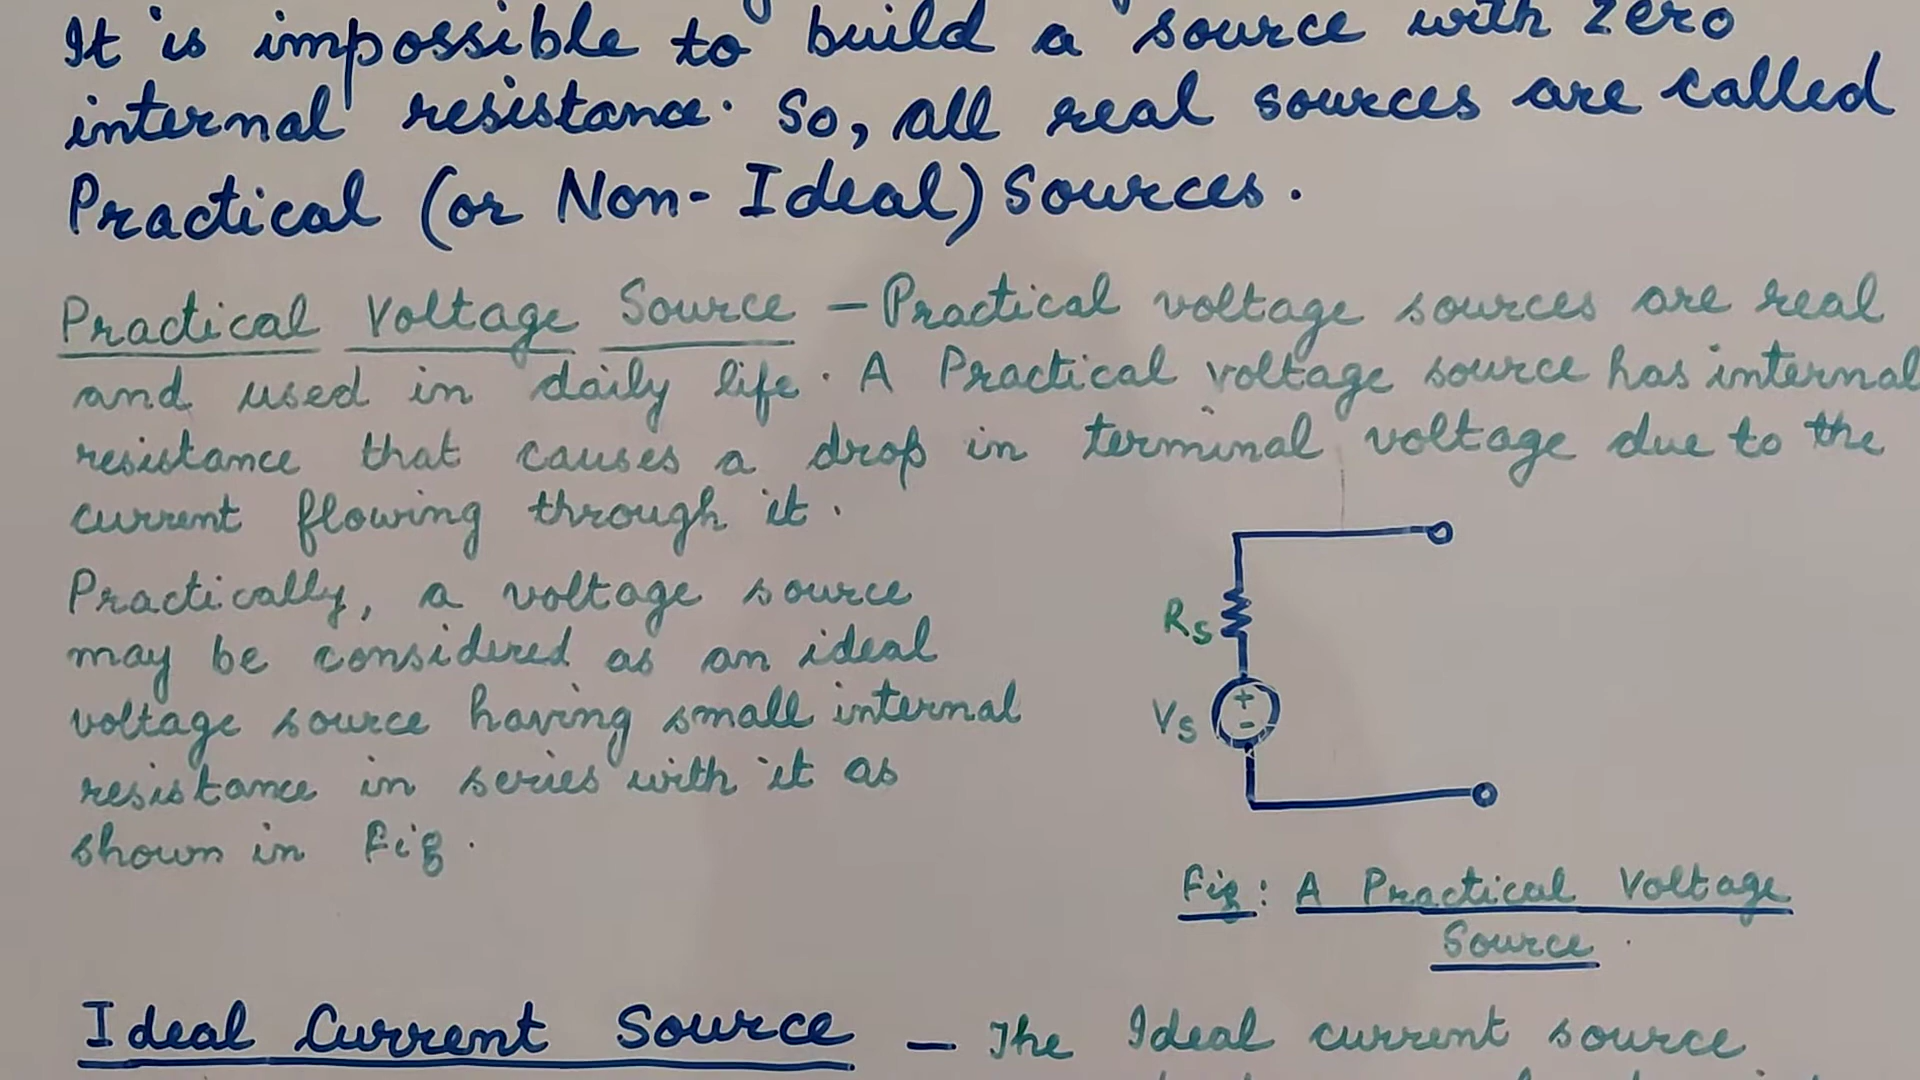 It is impossible to build a source with zero
internal resistance. So, all real sources are called
Practical (or Non-Ideal) Sources.
Practical Voltage Source - Practical voltage sources are real
and used in daily life. A Practical voltage source has internal
resistance that causes a drop in terminal voltage due to the
current flowing through it.
Practically, a voltage source
may be considered as an ideal
voltage source having small internal
resistance in series with it as
shown in Fig.
Rs
+
Vs
-
Fig: A Practical Voltage
Source.
Ideal Current Source - The Ideal current source